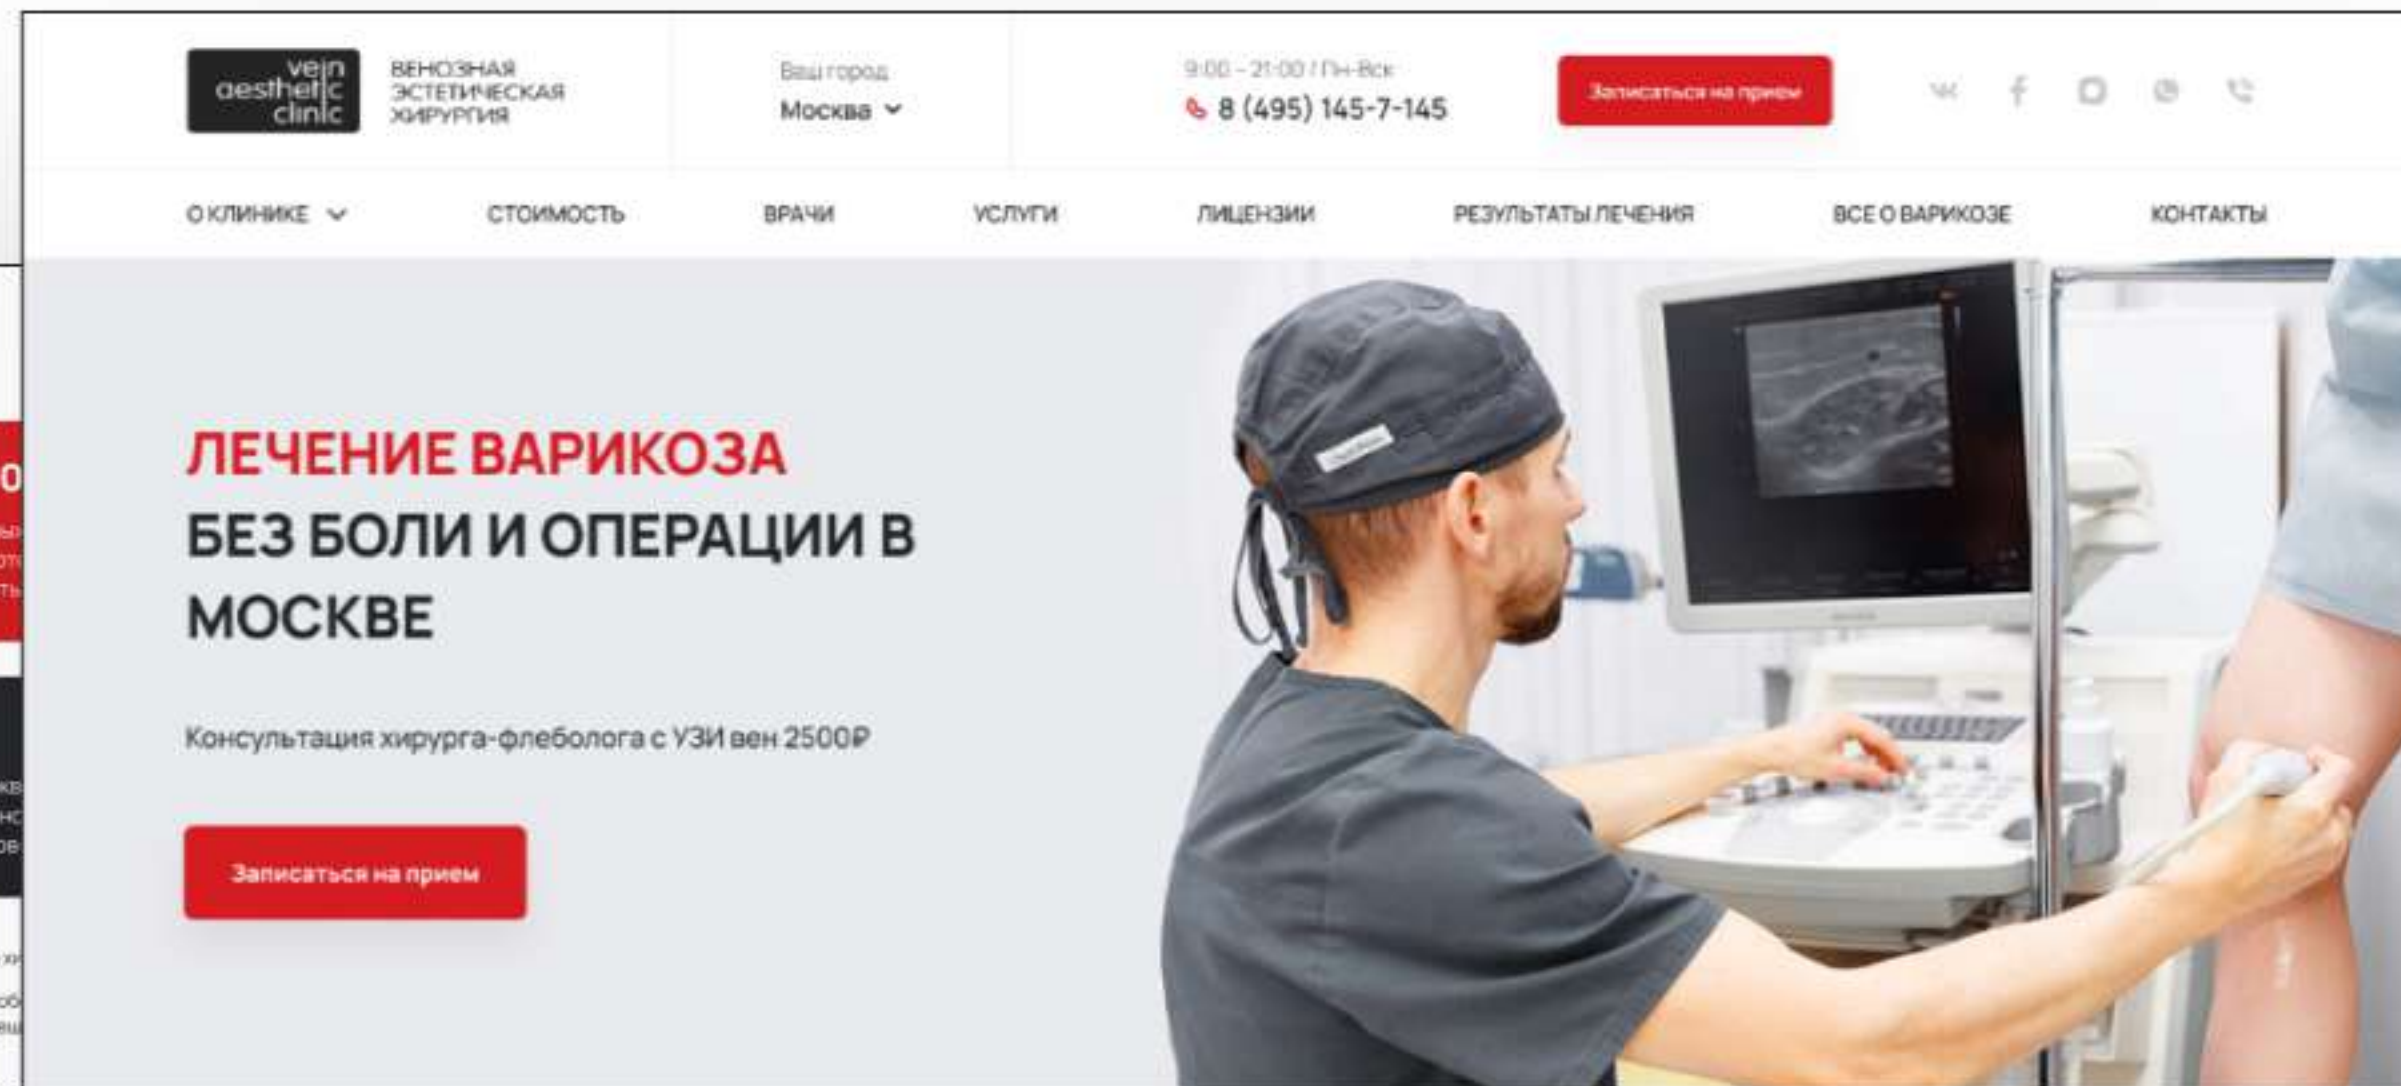 vein
aesthetic
clinic
ВЕНОЗНАЯ
ЭСТЕТИЧЕСКАЯ
ХИРУРГИЯ
Ваш город
Москва
9:00 – 21:00 / Пн-Вск
8 (495) 145-7-145
Записаться на прием
О КЛИНИКЕ СТОИМОСТЬ ВРАЧИ УСЛУГИ ЛИЦЕНЗИИ РЕЗУЛЬТАТЫ ЛЕЧЕНИЯ ВСЕ О ВАРИКОЗЕ КОНТАКТЫ
ЛЕЧЕНИЕ ВАРИКОЗА
БЕЗ БОЛИ И ОПЕРАЦИИ В
МОСКВЕ
Консультация хирурга-флеболога с УЗИ вен 2500₽
Записаться на прием